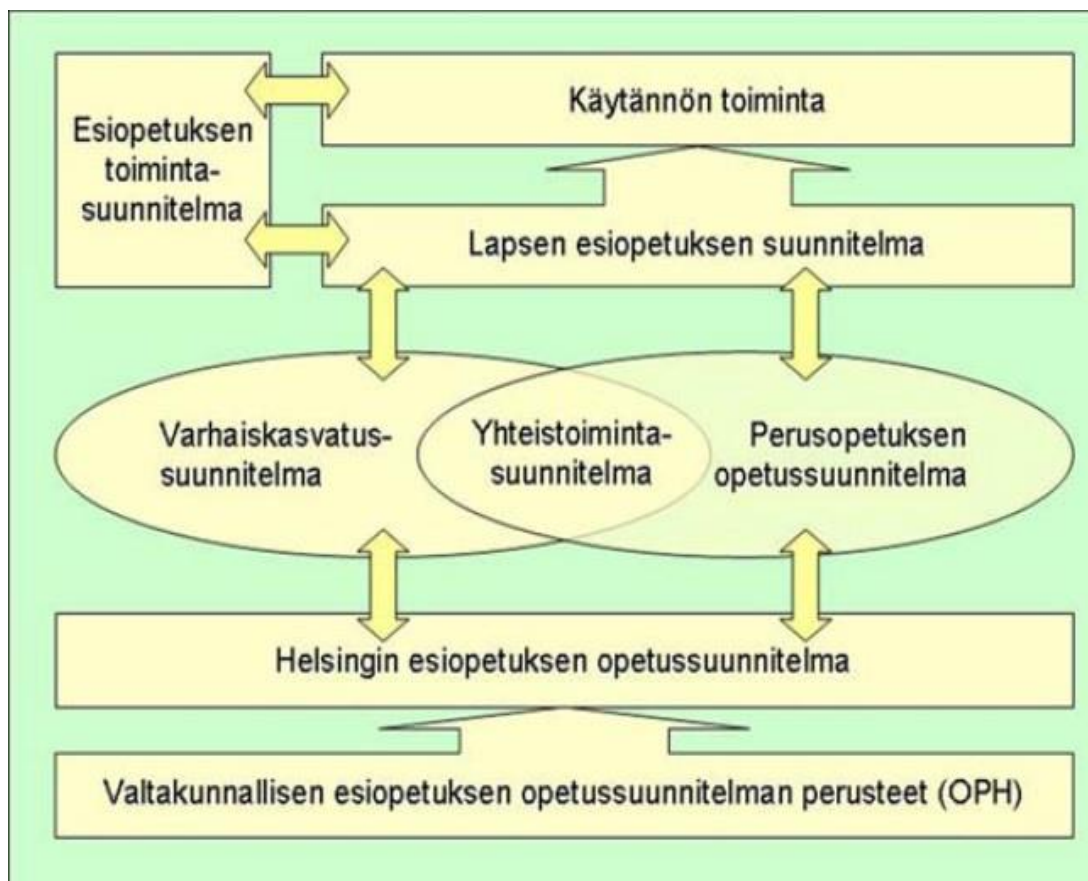 Esiopetuksen
toiminta-
suunnitelma
Käytännön toiminta
Lapsen esiopetuksen suunnitelma
Varhaiskasvatus-
suunnitelma
Yhteistoiminta-
suunnitelma
Perusopetuksen
opetussuunnitelma
Helsingin esiopetuksen opetussuunnitelma
Valtakunnallisen esiopetuksen opetussuunnitelman perusteet (OPH)